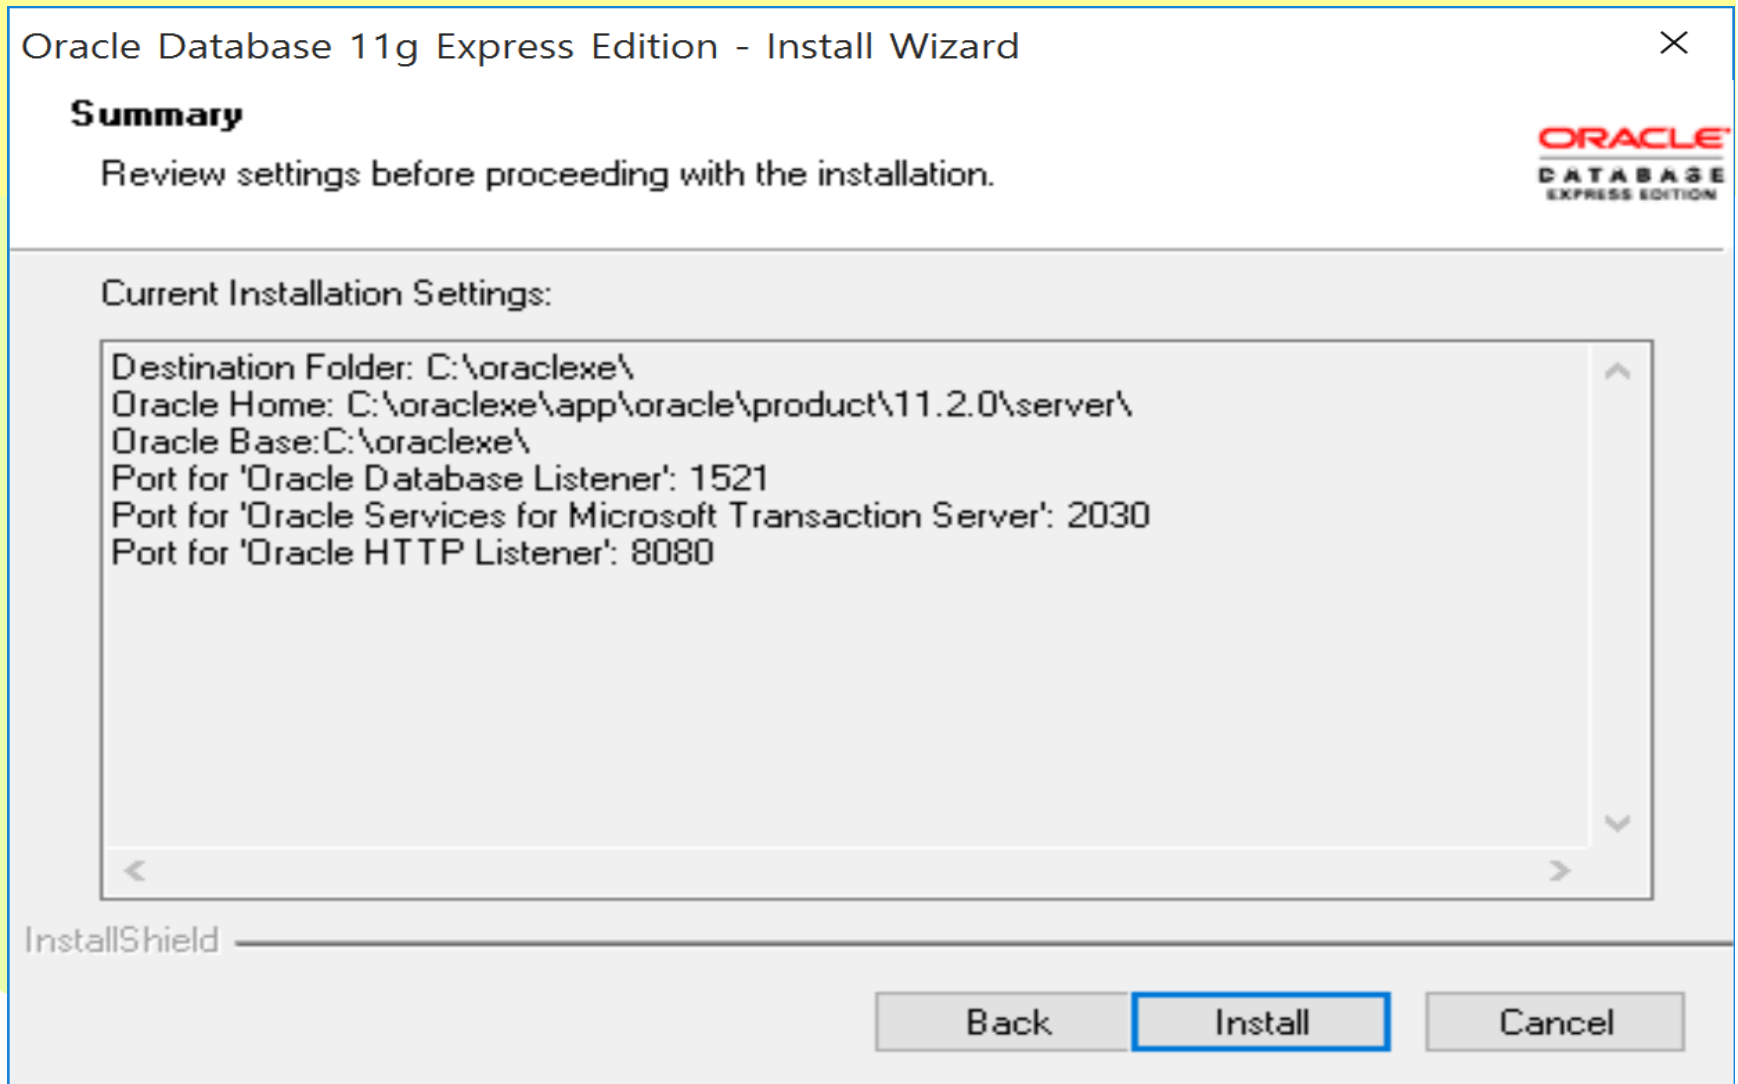 Oracle Database 11g Express Edition - Install Wizard
Summary
Review settings before proceeding with the installation.
ORACLE
DATABASE
EXPRESS EDITION
Current Installation Settings:
Destination Folder: C:\oraclexe\
Oracle Home: C:\oraclexe\app\oracle\product\11.2.0\server\
Oracle Base:C:\oraclexe\
Port for 'Oracle Database Listener': 1521
Port for 'Oracle Services for Microsoft Transaction Server': 2030
Port for 'Oracle HTTP Listener': 8080
InstallShield
Back Install Cancel